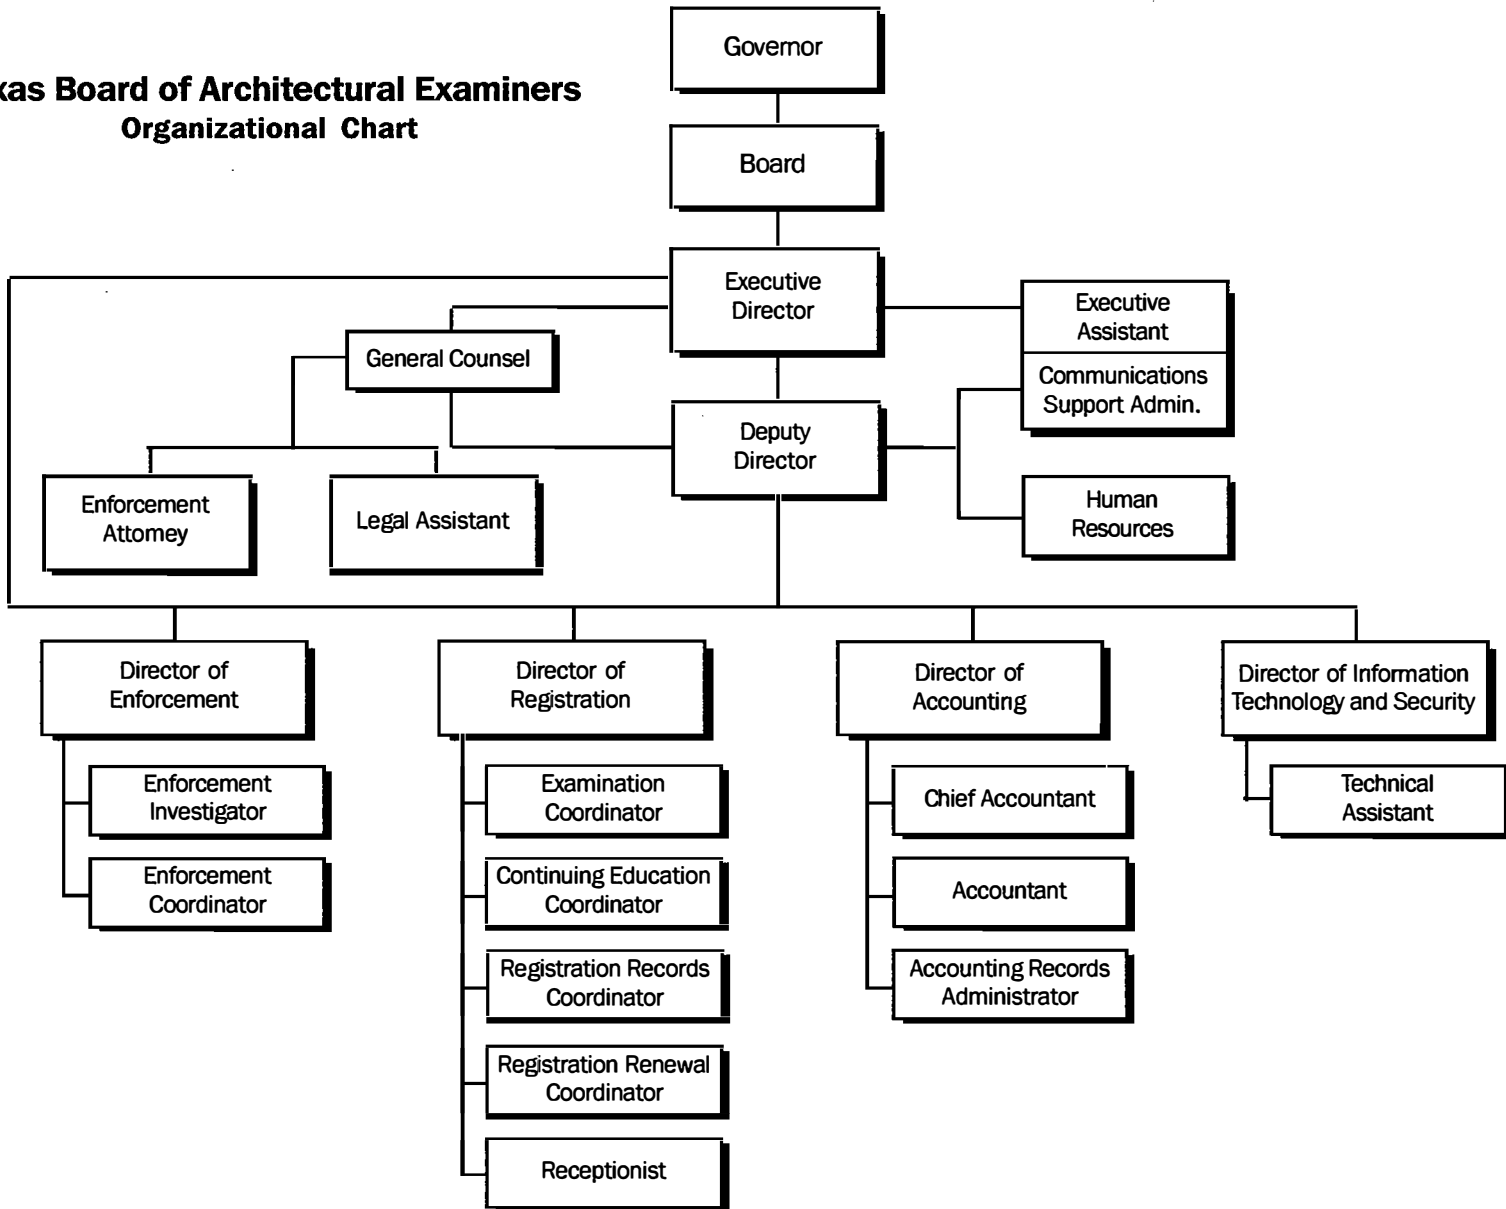 xas Board of Architectural Examiners
Organizational Chart
Governor
Board
Executive
Director
Executive
Assistant
Communications
Support Admin.
General Counsel
Deputy
Director
Human
Resources
Enforcement
Attorney
Legal Assistant
Director of
Enforcement
Director of
Registration
Director of
Accounting
Director of Information
Technology and Security
Enforcement
Investigator
Enforcement
Coordinator
Examination
Coordinator
Continuing Education
Coordinator
Registration Records
Coordinator
Registration Renewal
Coordinator
Receptionist
Chief Accountant
Accountant
Accounting Records
Administrator
Technical
Assistant